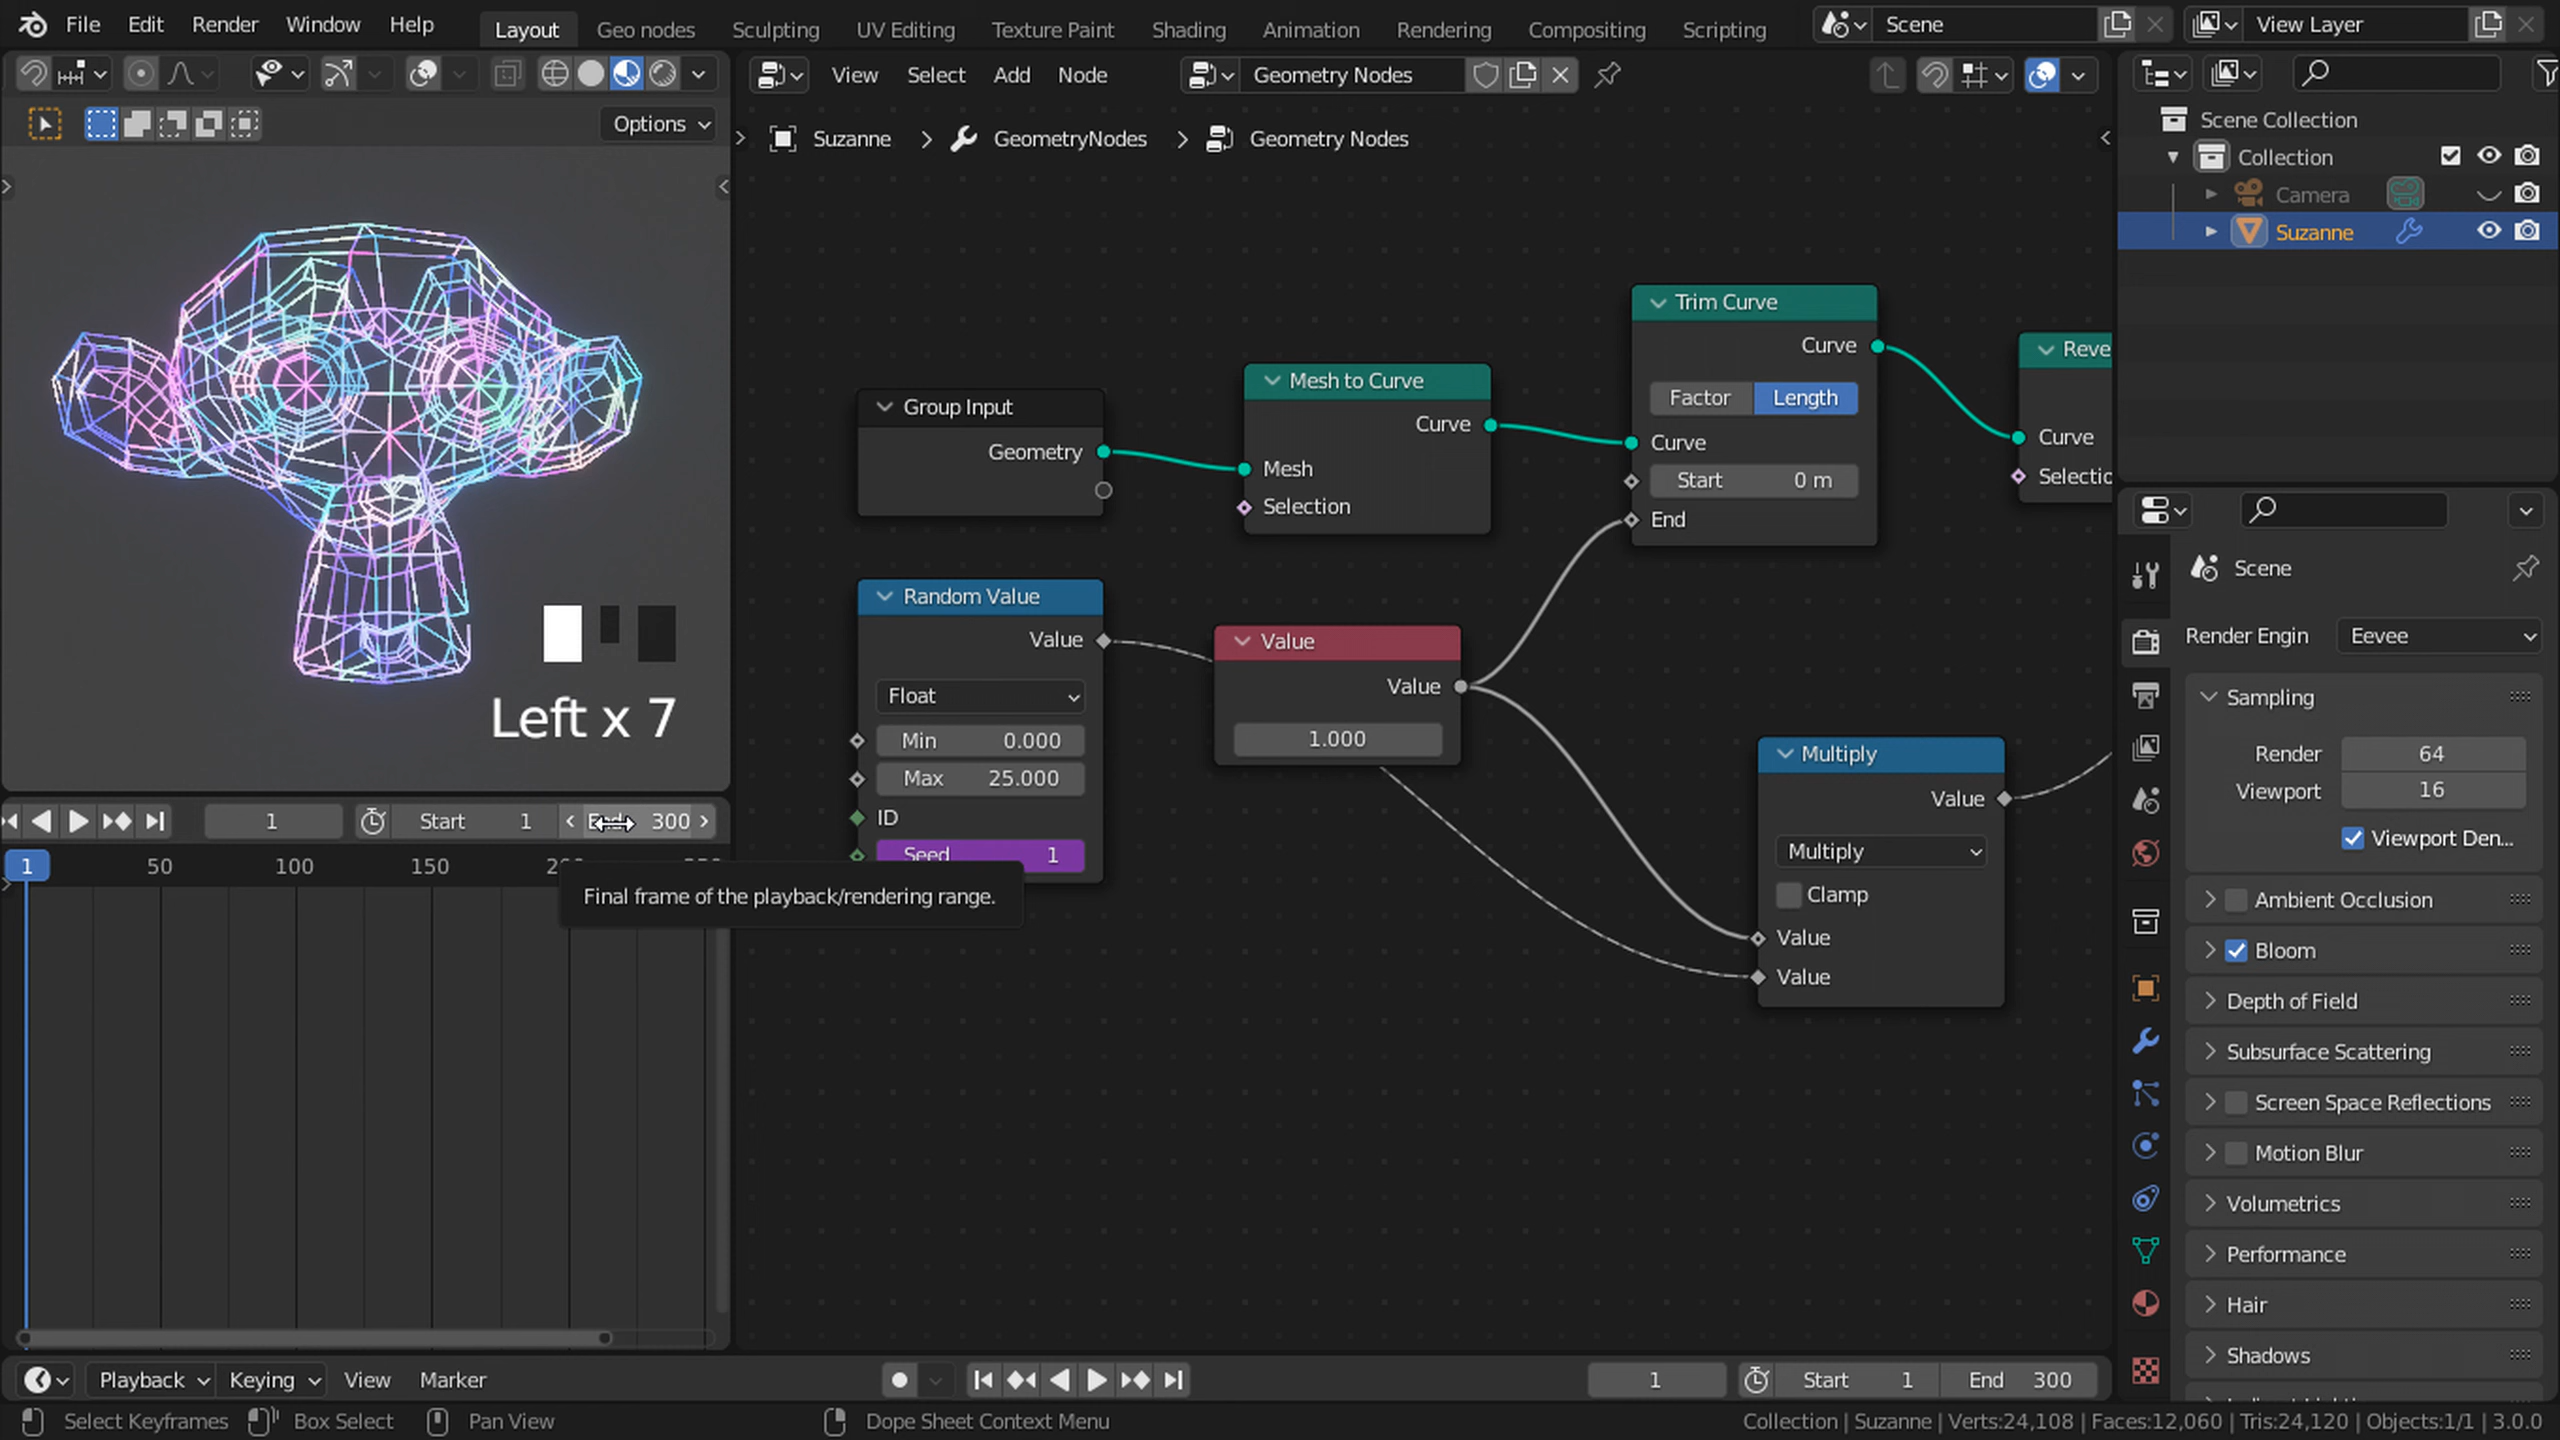 File Edit Render Window Help Layout Geo nodes Sculpting UV Editing Texture Paint Shading Animation Rendering Compositing Scripting Scene View Layer
View Select Add Node Geometry Nodes
Options
Suzanne > GeometryNodes > Geometry Nodes
Scene Collection
Collection
Camera
Suzanne
Trim Curve
Curve
Factor Length
Curve
Start 0 m
End
Reve
Curve
Selectic
Mesh to Curve
Curve
Mesh
Selection
Group Input
Geometry
Random Value
Value
Float
Min 0.000
Max 25.000
ID
Seed 1
Value
Value
1.000
Multiply
Value
Multiply
Clamp
Value
Value
Left x 7
1 Start 1 End 300
1 50 100 150
Final frame of the playback/rendering range.
Scene
Render Engin Eevee
Sampling
Render 64
Viewport 16
Viewport Den...
Ambient Occlusion
Bloom
Depth of Field
Subsurface Scattering
Screen Space Reflections
Motion Blur
Volumetrics
Performance
Hair
Shadows
Playback Keying View Marker 1 Start 1 End 300
Select Keyframes Box Select Pan View Dope Sheet Context Menu Collection | Suzanne | Verts:24,108 | Faces:12,060 | Tris:24,120 | Objects:1/1 | 3.0.0